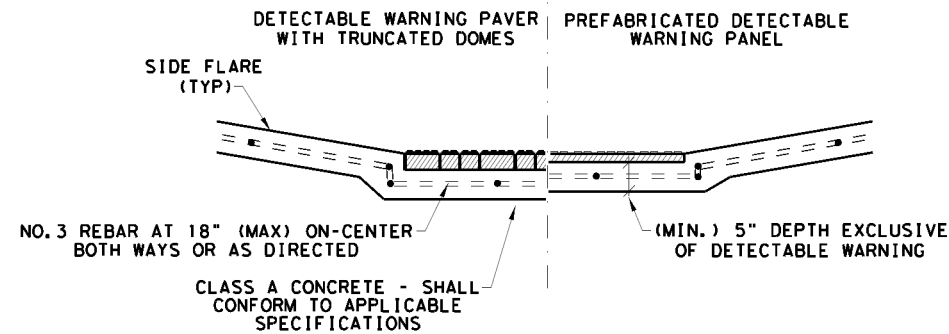 DETECTABLE WARNING PAVER
WITH TRUNCATED DOMES
PREFABRICATED DETECTABLE
WARNING PANEL
SIDE FLARE
(TYP)
NO.3 REBAR AT 18" (MAX) ON-CENTER
BOTH WAYS OR AS DIRECTED
(MIN.) 5" DEPTH EXCLUSIVE
OF DETECTABLE WARNING
CLASS A CONCRETE - SHALL
CONFORM TO APPLICABLE
SPECIFICATIONS